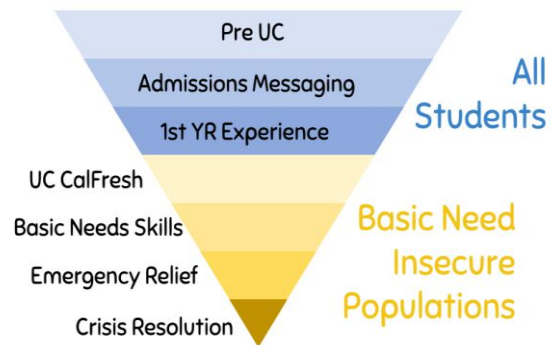 Pre UC
Admissions Messaging
1st YR Experience
All
Students
UC CalFresh
Basic Needs Skills
Emergency Relief
Crisis Resolution
Basic Need
Insecure
Populations